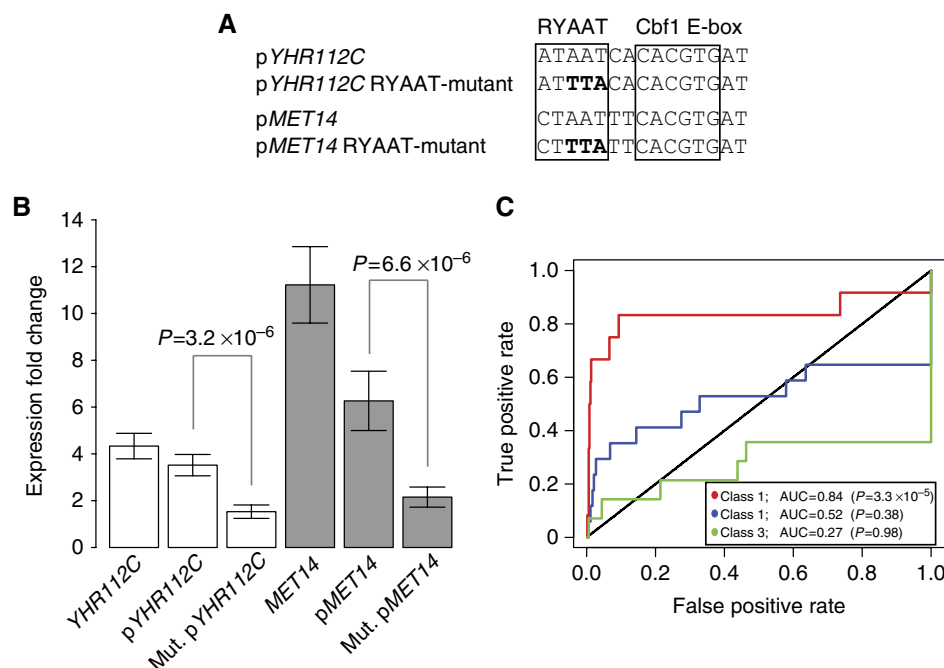 A
RYAAT Cbf1 E-box
pYHR112C ATAATCACACGTGAT
pYHR112C RYAAT-mutant ATTTACACACGTGAT
pMET14 CTAATTTCACGTGAT
pMET14 RYAAT-mutant CTTTATTCACGTGAT
B
Expression fold change
14
12
10
8
6
4
2
0
P=3.2 ×10⁻⁶
P=6.6 ×10⁻⁶
YHR112C
pYHR112C
Mut. pYHR112C
MET14
pMET14
Mut. pMET14
C
True positive rate
1.0
0.8
0.6
0.4
0.2
0.0
Class 1; AUC=0.84 (P=3.3 ×10⁻⁵)
Class 1; AUC=0.52 (P=0.38)
Class 3; AUC=0.27 (P=0.98)
0.0 0.2 0.4 0.6 0.8 1.0
False positive rate